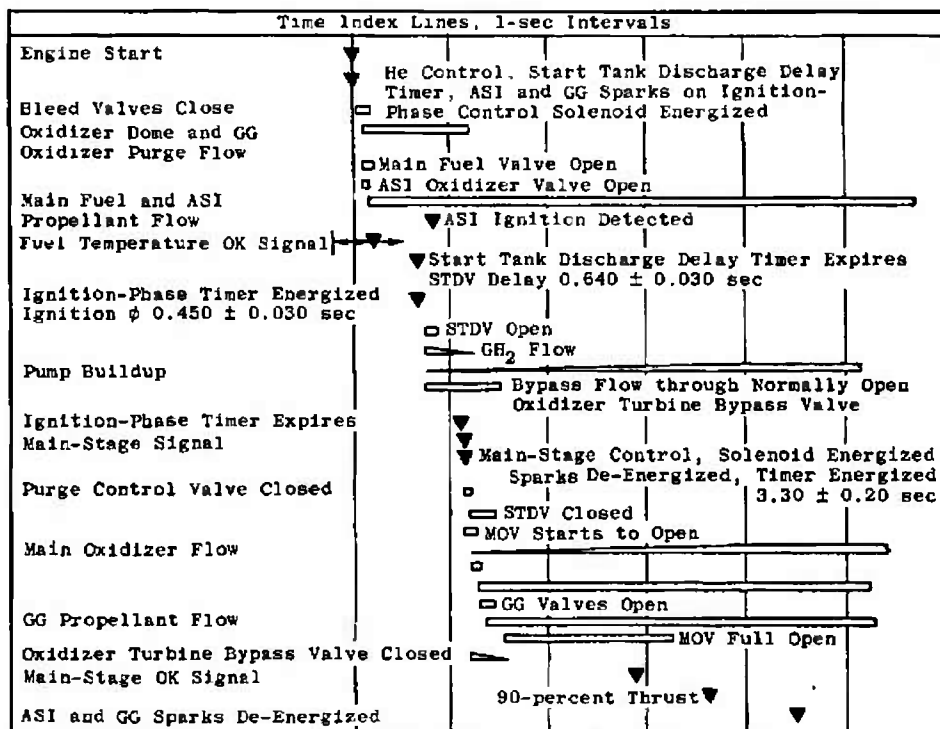 Time Index Lines, 1-sec Intervals
Engine Start
He Control, Start Tank Discharge Delay
Timer, ASI and GG Sparks on Ignition-
Bleed Valves Close
Phase Control Solenoid Energized
Oxidizer Dome and GG
Oxidizer Purge Flow
Main Fuel Valve Open
ASI Oxidizer Valve Open
Main Fuel and ASI
Propellant Flow
ASI Ignition Detected
Fuel Temperature OK Signal
Start Tank Discharge Delay Timer Expires
STDV Delay 0.640 ± 0.030 sec
Ignition-Phase Timer Energized
Ignition ϕ 0.450 ± 0.030 sec
STDV Open
GH2 Flow
Pump Buildup
Bypass Flow through Normally Open
Oxidizer Turbine Bypass Valve
Ignition-Phase Timer Expires
Main-Stage Signal
Main-Stage Control, Solenoid Energized
Sparks De-Energized, Timer Energized
3.30 ± 0.20 sec
Purge Control Valve Closed
STDV Closed
MOV Starts to Open
Main Oxidizer Flow
GG Valves Open
GG Propellant Flow
MOV Full Open
Oxidizer Turbine Bypass Valve Closed
Main-Stage OK Signal
90-percent Thrust
ASI and GG Sparks De-Energized